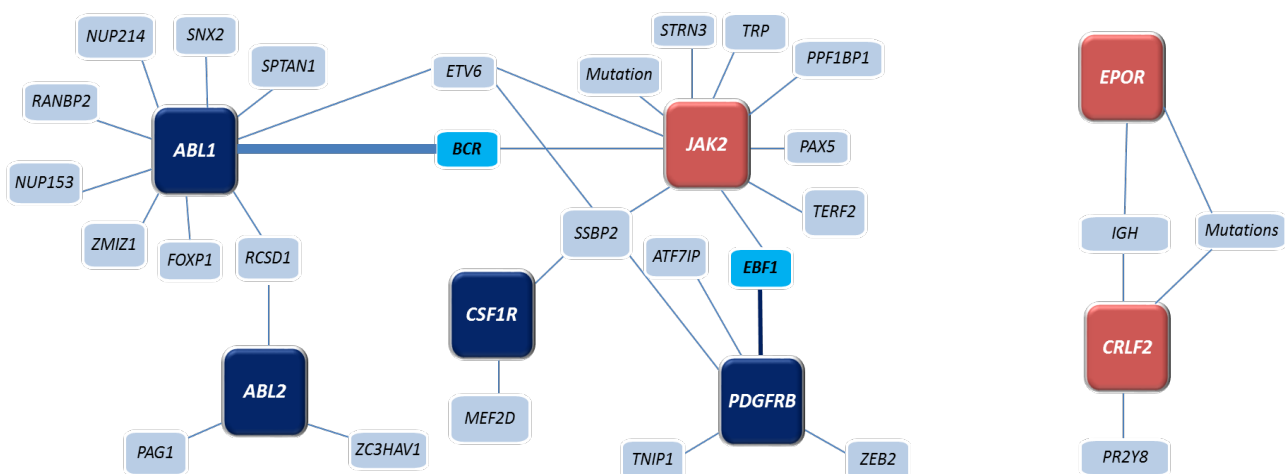 NUP214
SNX2
STRN3
TRP
SPTAN1
ETV6
Mutation
PPF1BP1
EPOR
RANBP2
ABL1
BCR
JAK2
PAX5
NUP153
TERF2
ZMIZ1
FOXP1
RCSD1
SSBP2
ATF7IP
EBF1
IGH
Mutations
CSF1R
CRLF2
ABL2
PDGFRB
MEF2D
PAG1
ZC3HAV1
TNIP1
ZEB2
PR2Y8